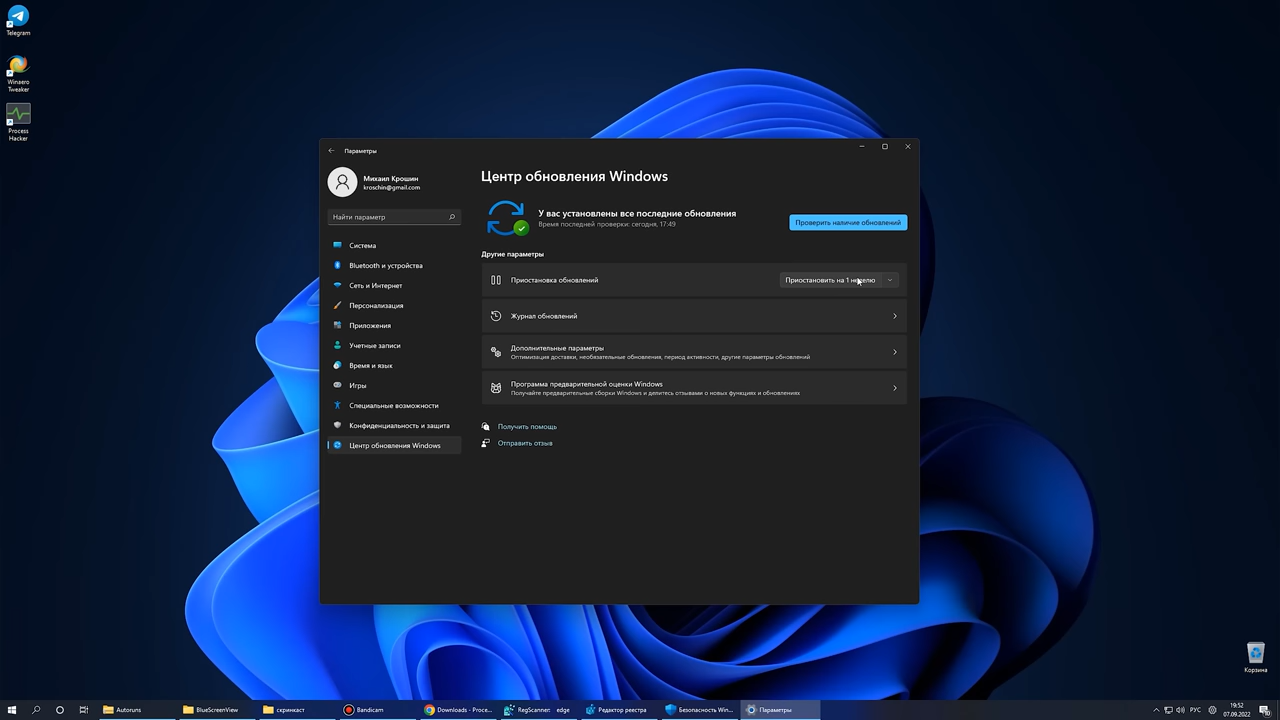 Telegram
Winaero
Tweaker
Process
Hacker
Параметры
Михаил Крошин
kroschin@gmail.com
Найти параметр
Система
Bluetooth и устройства
Сеть и Интернет
Персонализация
Приложения
Учетные записи
Время и язык
Игры
Специальные возможности
Конфиденциальность и защита
Центр обновления Windows
Центр обновления Windows
У вас установлены все последние обновления
Время последней проверки: сегодня, 17:49
Проверить наличие обновлений
Другие параметры
Приостановка обновлений
Приостановить на 1 неделю
Журнал обновлений
Дополнительные параметры
Оптимизация доставки, необязательные обновления, период активности, другие параметры обновлений
Программа предварительной оценки Windows
Получайте предварительные сборки Windows и делитесь отзывами о новых функциях и обновлениях
Получить помощь
Отправить отзыв
Корзина
Autoruns
BlueScreenView
скринкаст
Bandicam
Downloads - Proce...
RegScanner: edge
Редактор реестра
Безопасность Win...
Параметры
РУС
19:52
07.09.2022